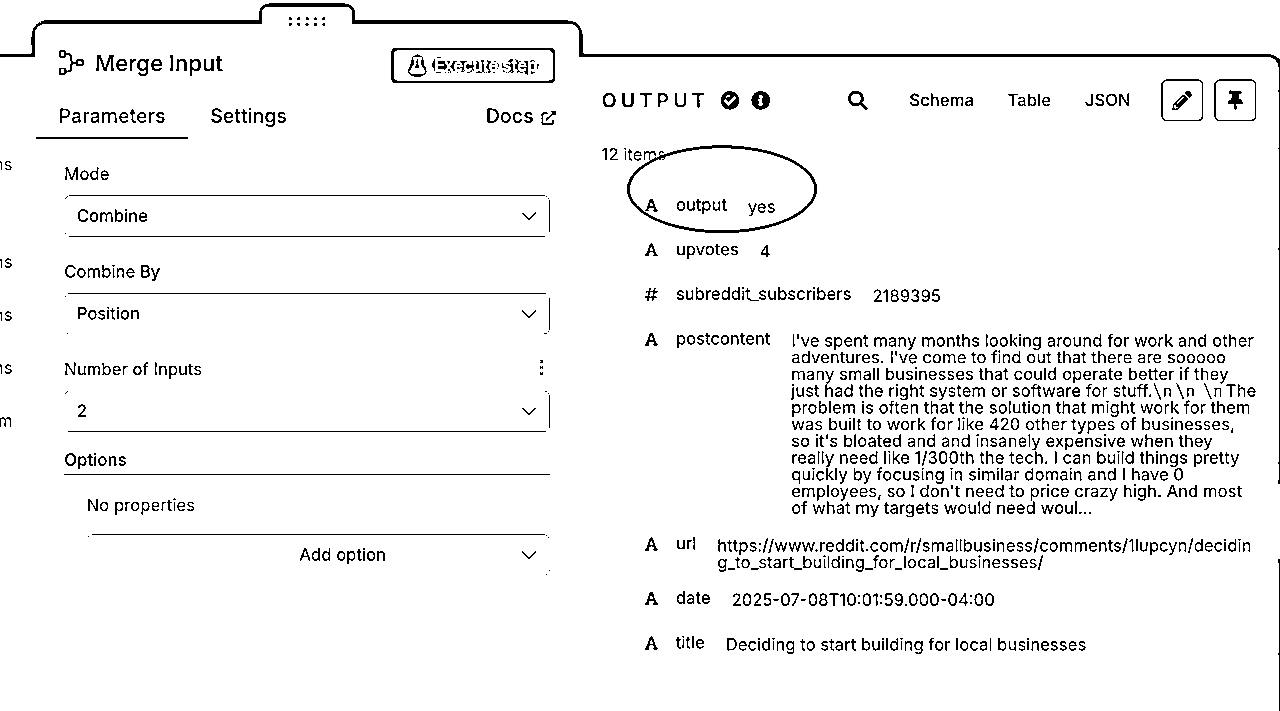 Merge Input
Execute step
Parameters
Settings
Docs
ns
ns
ns
ns
m
Mode
Combine
Combine By
Position
Number of Inputs
2
Options
No properties
Add option
OUTPUT
Schema
Table
JSON
12 items
A output yes
A upvotes 4
# subreddit_subscribers 2189395
A postcontent I've spent many months looking around for work and other
adventures. I've come to find out that there are sooooo
many small businesses that could operate better if they
just had the right system or software for stuff.\n \n \n The
problem is often that the solution that might work for them
was built to work for like 420 other types of businesses,
so it's bloated and and insanely expensive when they
really need like 1/300th the tech. I can build things pretty
quickly by focusing in similar domain and I have 0
employees, so I don't need to price crazy high. And most
of what my targets would need woul...
A url https://www.reddit.com/r/smallbusiness/comments/1lupcyn/decidin
g_to_start_building_for_local_businesses/
A date 2025-07-08T10:01:59.000-04:00
A title Deciding to start building for local businesses